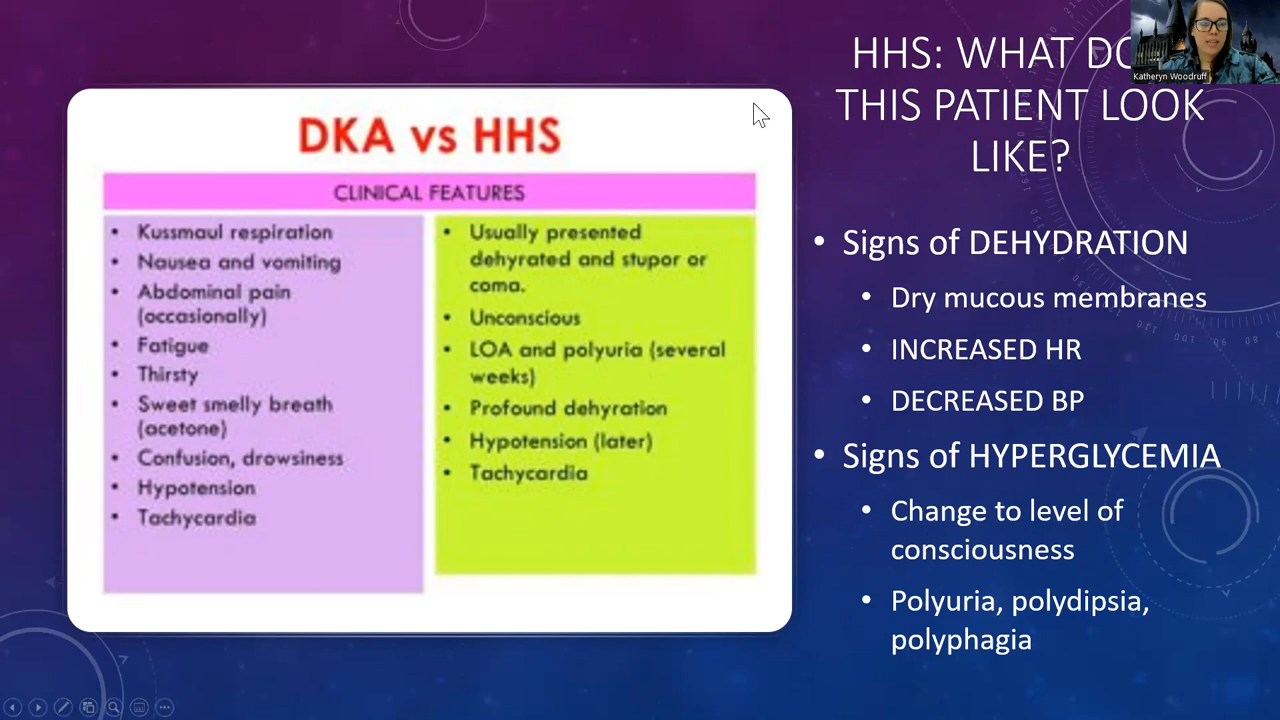 HHS: WHAT DO
THIS PATIENT LOOK
LIKE?
Katheryn Woodruff
DKA vs HHS
CLINICAL FEATURES
• Kussmaul respiration
• Nausea and vomiting
• Abdominal pain
(occasionally)
• Fatigue
• Thirsty
• Sweet smelly breath
(acetone)
• Confusion, drowsiness
• Hypotension
• Tachycardia
• Usually presented
dehyrated and stupor or
coma.
• Unconscious
• LOA and polyuria (several
weeks)
• Profound dehyration
• Hypotension (later)
• Tachycardia
• Signs of DEHYDRATION
• Dry mucous membranes
• INCREASED HR
• DECREASED BP
• Signs of HYPERGLYCEMIA
• Change to level of
consciousness
• Polyuria, polydipsia,
polyphagia